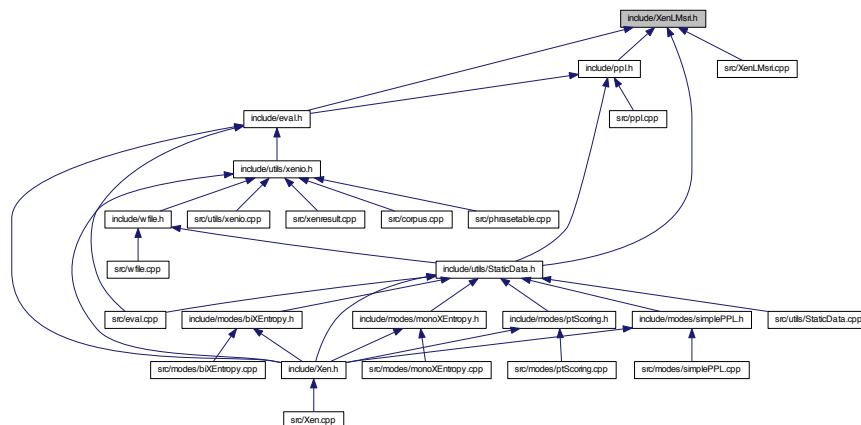 include/XenLMsri.h
include/ppl.h
src/XenLMsri.cpp
include/eval.h
src/ppl.cpp
include/utils/xenio.h
include/wfile.h
src/utils/xenio.cpp
src/xenresult.cpp
src/corpus.cpp
src/phrasetable.cpp
src/wfile.cpp
include/utils/StaticData.h
src/eval.cpp
include/modes/biXEntropy.h
include/modes/monoXEntropy.h
include/modes/ptScoring.h
include/modes/simplePPL.h
src/utils/StaticData.cpp
src/modes/biXEntropy.cpp
include/Xen.h
src/modes/monoXEntropy.cpp
src/modes/ptScoring.cpp
src/modes/simplePPL.cpp
src/Xen.cpp